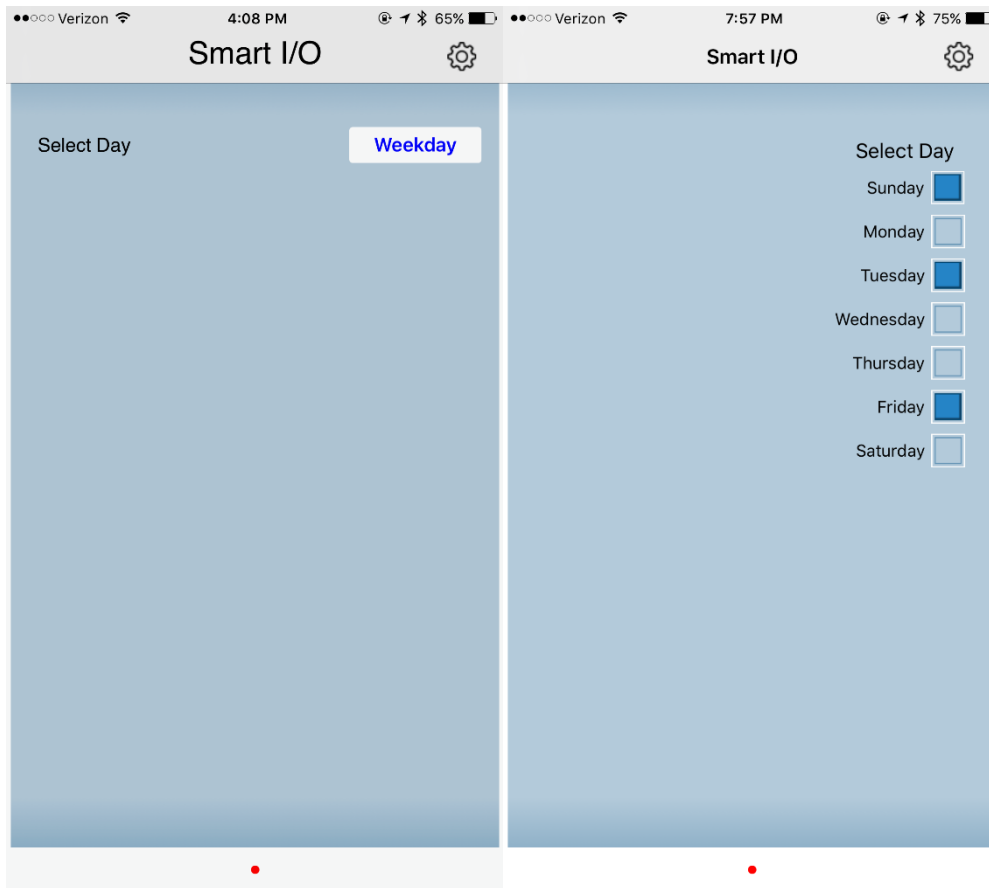 Verizon 4:08 PM 65%
Smart I/O
Select Day Weekday
Verizon 7:57 PM 75%
Smart I/O
Select Day
Sunday
Monday
Tuesday
Wednesday
Thursday
Friday
Saturday